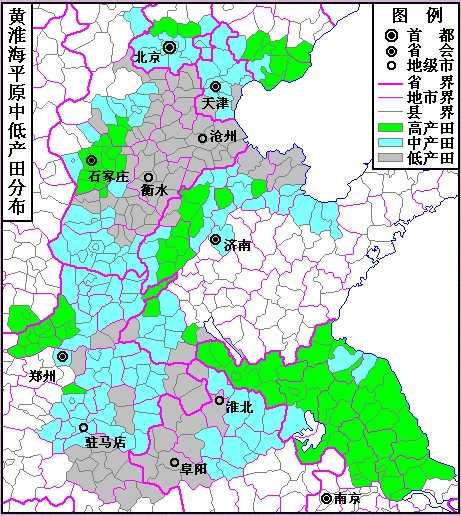 黄淮海平原中低产田分布
图 例
首 都
省 会
地级市
省 界
地市界
县 界
高产田
中产田
低产田
北京
天津
沧州
石家庄
衡水
济南
郑州
淮北
驻马店
阜阳
南京